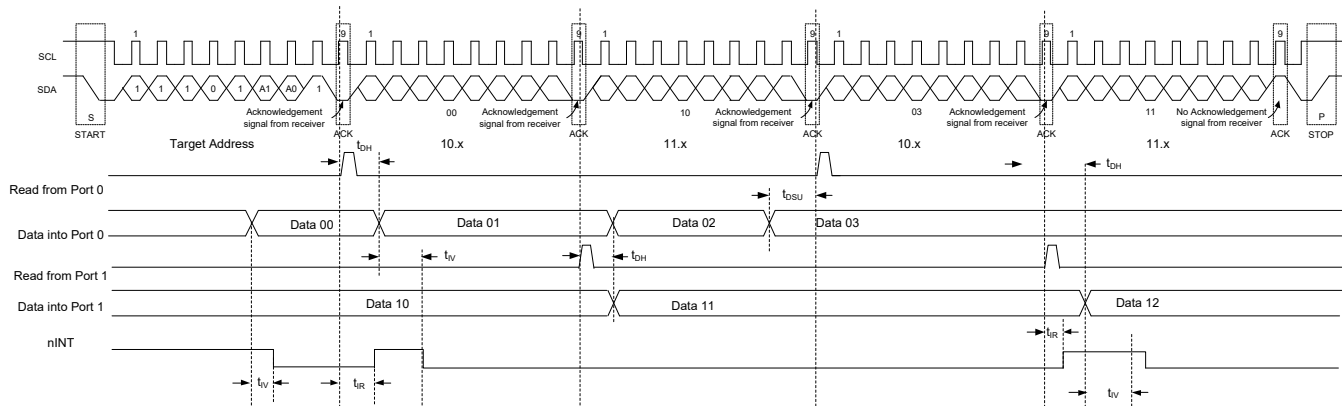 1 9 1 9 1 9 1 9 1 9
SCL
SDA 1 1 1 0 1 A1 A0 1
S Acknowledgement signal from receiver 00 Acknowledgement signal from receiver 10 Acknowledgement signal from receiver 03 Acknowledgement signal from receiver 11 No Acknowledgement signal from receiver P
START ACK ACK ACK ACK ACK STOP
Target Address 10.x 11.x 10.x 11.x
tDH tDH
Read from Port 0
tDSU
Data into Port 0 Data 00 Data 01 Data 02 Data 03
tIV tDH
Read from Port 1
Data into Port 1 Data 10 Data 11 Data 12
tIR
nINT
tIV tIR tIV